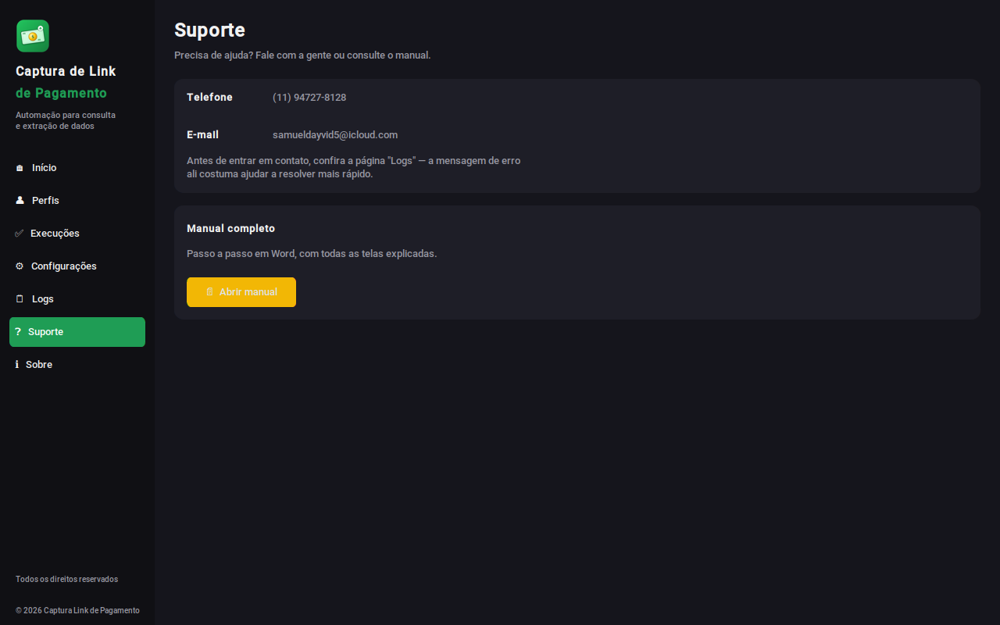 Captura de Link
de Pagamento
Automação para consulta
e extração de dados
Início
Perfis
Execuções
Configurações
Logs
? Suporte
i Sobre
Todos os direitos reservados
© 2026 Captura Link de Pagamento
Suporte
Precisa de ajuda? Fale com a gente ou consulte o manual.
Telefone (11) 94727-8128
E-mail samueldayvid5@icloud.com
Antes de entrar em contato, confira a página "Logs" — a mensagem de erro
ali costuma ajudar a resolver mais rápido.
Manual completo
Passo a passo em Word, com todas as telas explicadas.
Abrir manual